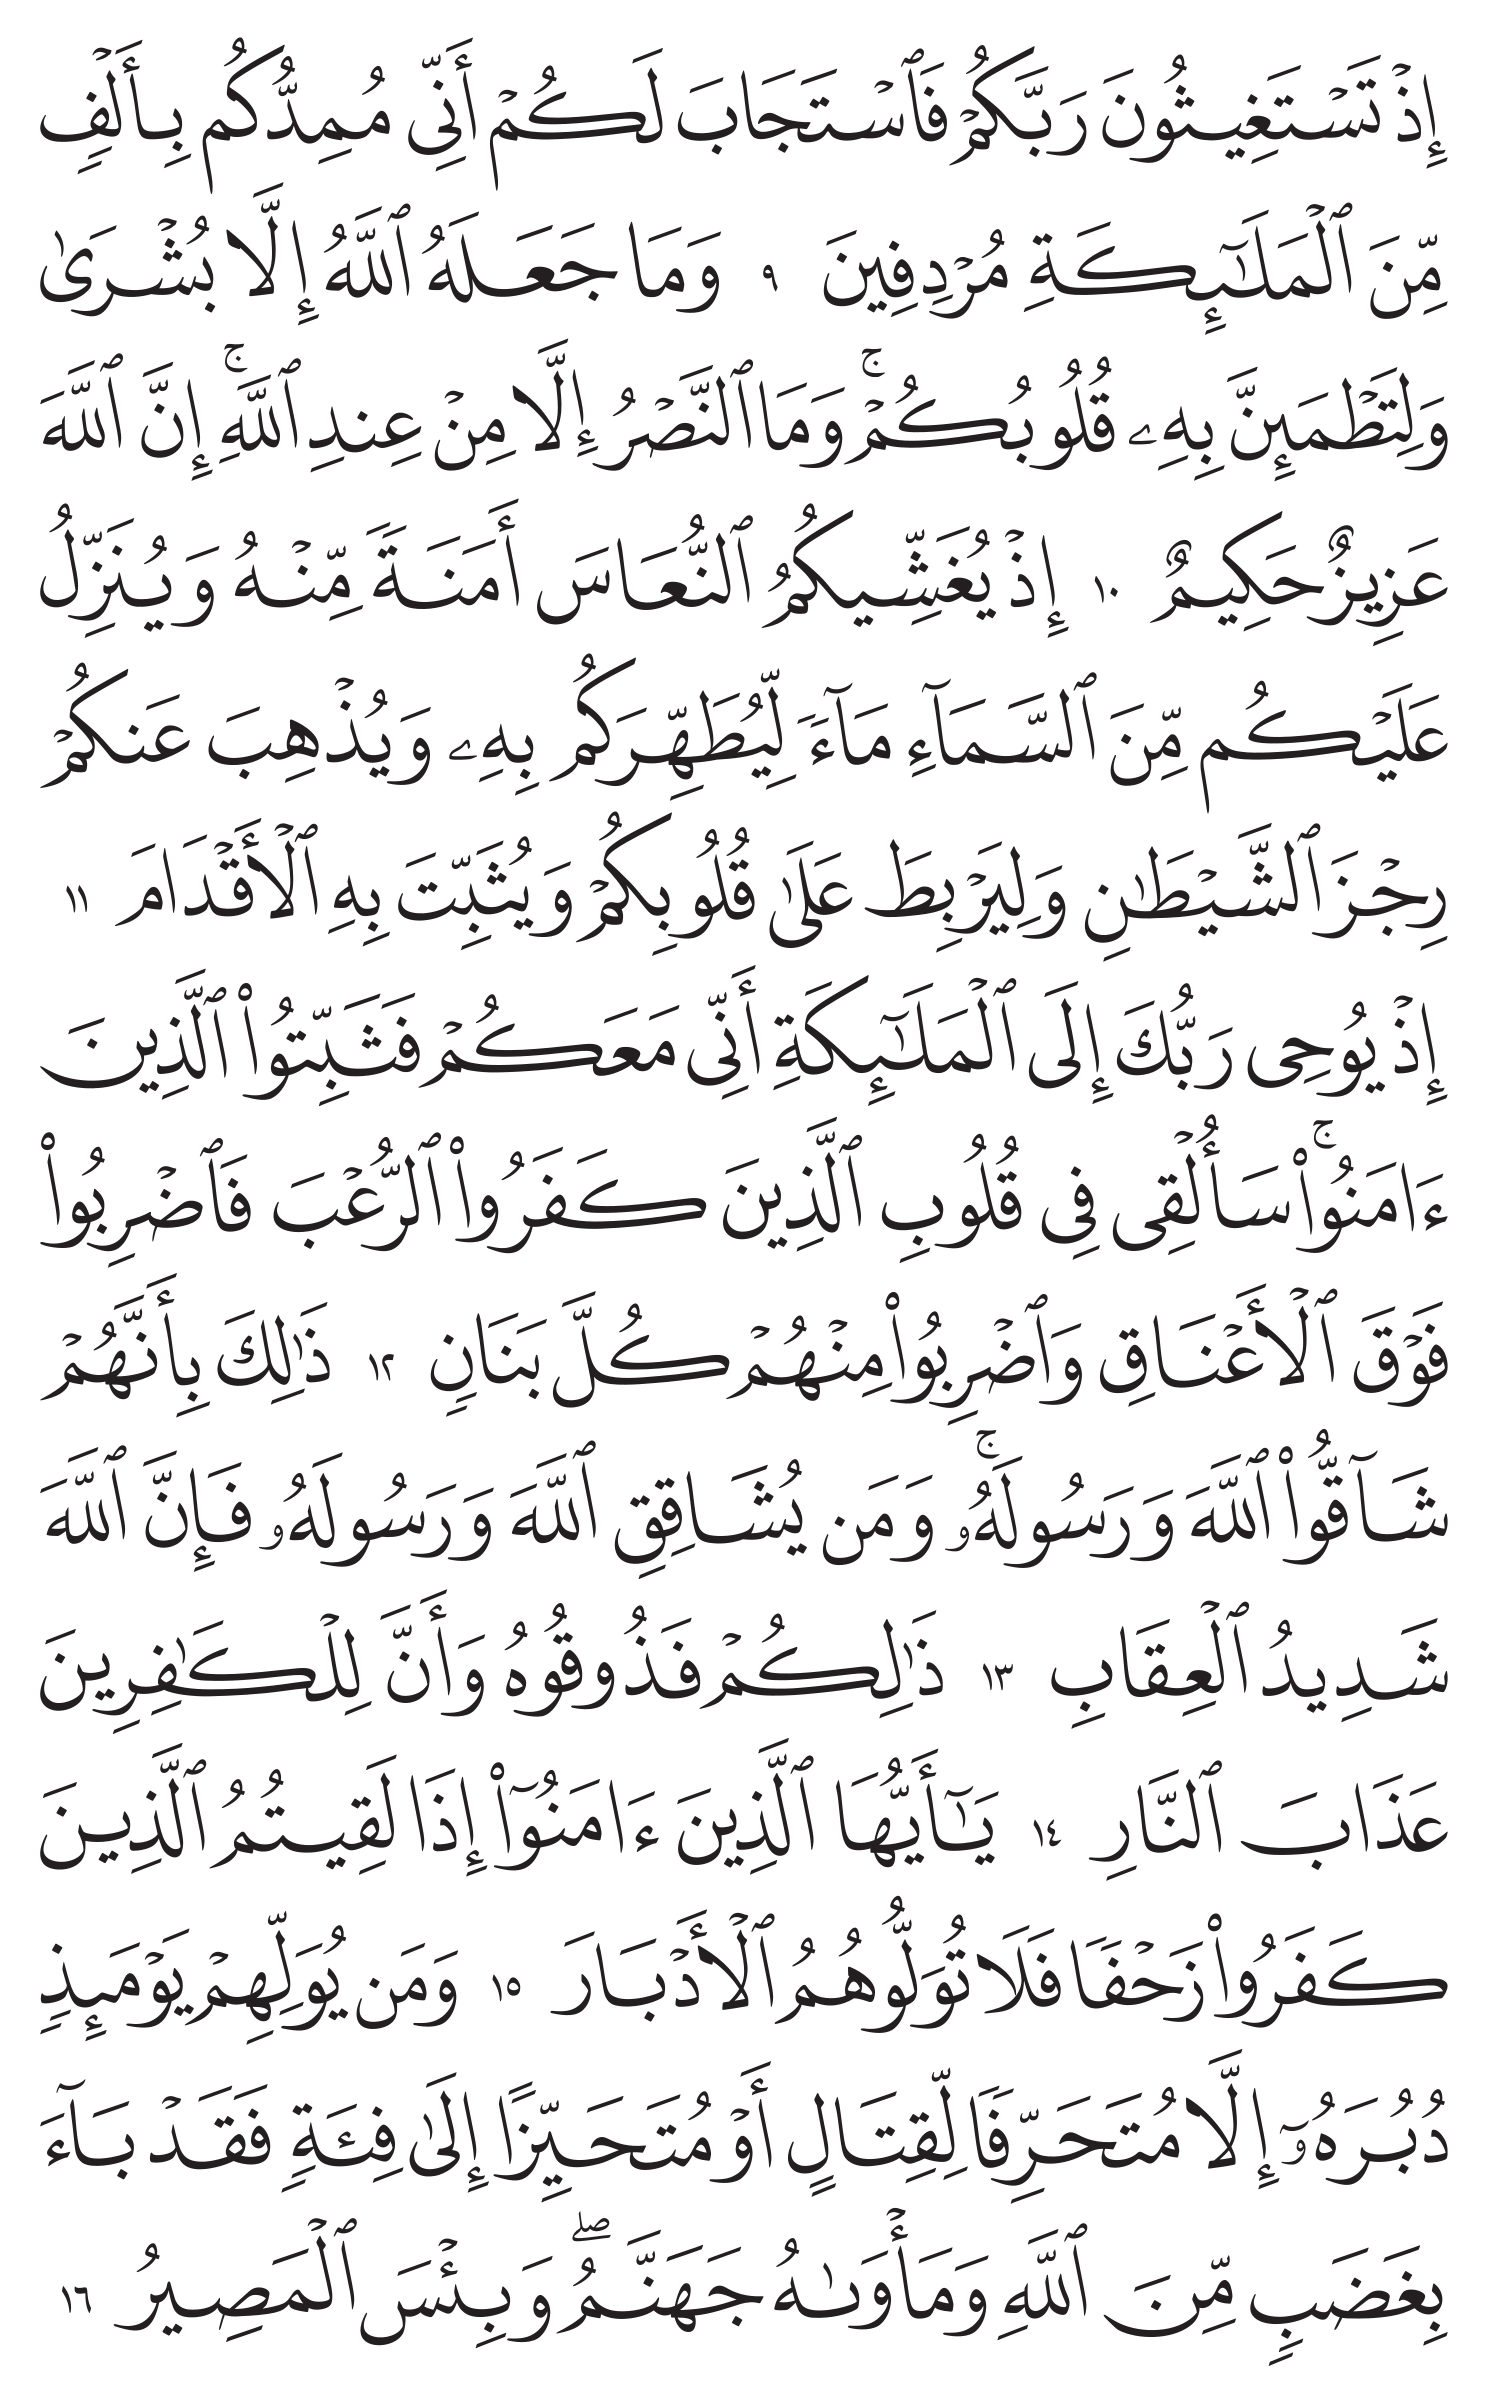 إِذۡ تَسۡتَغِيثُونَ رَبَّكُمۡ فَٱسۡتَجَابَ لَكُمۡ أَنِّي مُمِدُّكُم بِأَلۡفٖ
مِّنَ ٱلۡمَلَٰٓئِكَةِ مُرۡدِفِينَ ٩ وَمَا جَعَلَهُ ٱللَّهُ إِلَّا بُشۡرَىٰ
وَلِتَطۡمَئِنَّ بِهِۦ قُلُوبُكُمۡۚ وَمَا ٱلنَّصۡرُ إِلَّا مِنۡ عِندِ ٱللَّهِۚ إِنَّ ٱللَّهَ
عَزِيزٌ حَكِيمٌ ١٠ إِذۡ يُغَشِّيكُمُ ٱلنُّعَاسَ أَمَنَةٗ مِّنۡهُ وَيُنَزِّلُ
عَلَيۡكُم مِّنَ ٱلسَّمَآءِ مَآءٗ لِّيُطَهِّرَكُم بِهِۦ وَيُذۡهِبَ عَنكُمۡ
رِجۡزَ ٱلشَّيۡطَٰنِ وَلِيَرۡبِطَ عَلَىٰ قُلُوبِكُمۡ وَيُثَبِّتَ بِهِ ٱلۡأَقۡدَامَ ١١
إِذۡ يُوحِي رَبُّكَ إِلَى ٱلۡمَلَٰٓئِكَةِ أَنِّي مَعَكُمۡ فَثَبِّتُواْ ٱلَّذِينَ
ءَامَنُواْۚ سَأُلۡقِي فِي قُلُوبِ ٱلَّذِينَ كَفَرُواْ ٱلرُّعۡبَ فَٱضۡرِبُواْ
فَوۡقَ ٱلۡأَعۡنَاقِ وَٱضۡرِبُواْ مِنۡهُمۡ كُلَّ بَنَانٖ ١٢ ذَٰلِكَ بِأَنَّهُمۡ
شَآقُّواْ ٱللَّهَ وَرَسُولَهُۥۚ وَمَن يُشَاقِقِ ٱللَّهَ وَرَسُولَهُۥ فَإِنَّ ٱللَّهَ
شَدِيدُ ٱلۡعِقَابِ ١٣ ذَٰلِكُمۡ فَذُوقُوهُ وَأَنَّ لِلۡكَٰفِرِينَ
عَذَابَ ٱلنَّارِ ١٤ يَٰٓأَيُّهَا ٱلَّذِينَ ءَامَنُوٓاْ إِذَا لَقِيتُمُ ٱلَّذِينَ
كَفَرُواْ زَحۡفٗا فَلَا تُوَلُّوهُمُ ٱلۡأَدۡبَارَ ١٥ وَمَن يُوَلِّهِمۡ يَوۡمَئِذٖ
دُبُرَهُۥٓ إِلَّا مُتَحَرِّفٗا لِّقِتَالٍ أَوۡ مُتَحَيِّزًا إِلَىٰ فِئَةٖ فَقَدۡ بَآءَ
بِغَضَبٖ مِّنَ ٱللَّهِ وَمَأۡوَىٰهُ جَهَنَّمُۖ وَبِئۡسَ ٱلۡمَصِيرُ ١٦